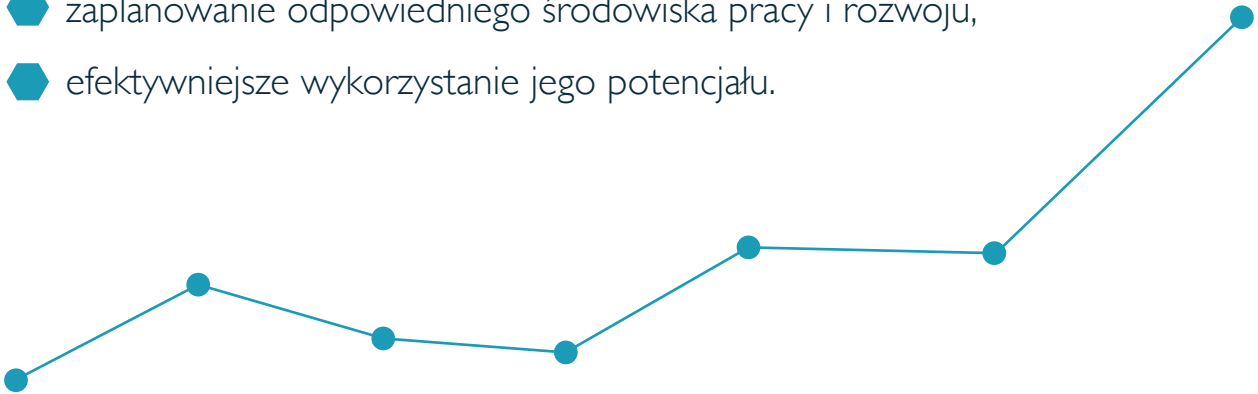 zaplanowanie odpowiedniego środowiska pracy i rozwoju,
efektywniejsze wykorzystanie jego potencjału.